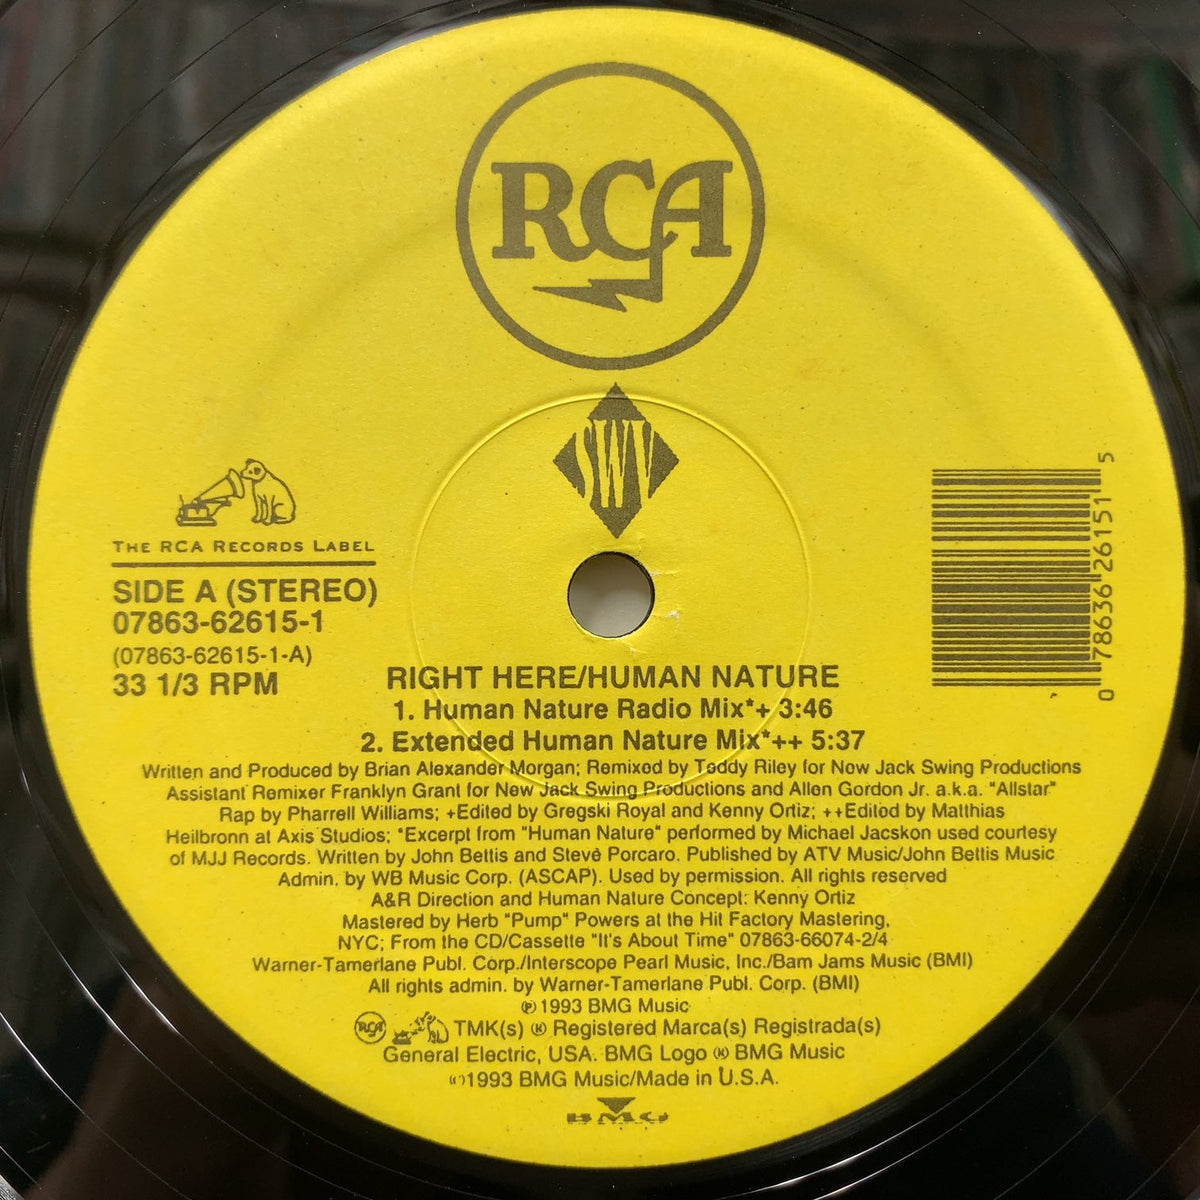 RCA
SWV
THE RCA RECORDS LABEL
SIDE A (STEREO)
07863-62615-1
(07863-62615-1-A)
33 1/3 RPM
0 78636 26151 5
RIGHT HERE/HUMAN NATURE
1. Human Nature Radio Mix*+ 3:46
2. Extended Human Nature Mix*++ 5:37
Written and Produced by Brian Alexander Morgan; Remixed by Teddy Riley for New Jack Swing Productions
Assistant Remixer Franklyn Grant for New Jack Swing Productions and Allen Gordon Jr. a.k.a. "Allstar"
Rap by Pharrell Williams; +Edited by Gregski Royal and Kenny Ortiz; ++Edited by Matthias
Heilbronn at Axis Studios; *Excerpt from "Human Nature" performed by Michael Jacskon used courtesy
of MJJ Records. Written by John Bettis and Steve Porcaro. Published by ATV Music/John Bettis Music
Admin. by WB Music Corp. (ASCAP). Used by permission. All rights reserved
A&R Direction and Human Nature Concept: Kenny Ortiz
Mastered by Herb "Pump" Powers at the Hit Factory Mastering,
NYC; From the CD/Cassette "It's About Time" 07863-66074-2/4
Warner-Tamerlane Publ. Corp./Interscope Pearl Music, Inc./Bam Jams Music (BMI)
All rights admin. by Warner-Tamerlane Publ. Corp. (BMI)
℗ 1993 BMG Music
RCA TMK(s) ® Registered Marca(s) Registrada(s)
General Electric, USA. BMG Logo ® BMG Music
©1993 BMG Music/Made in U.S.A.
BMG